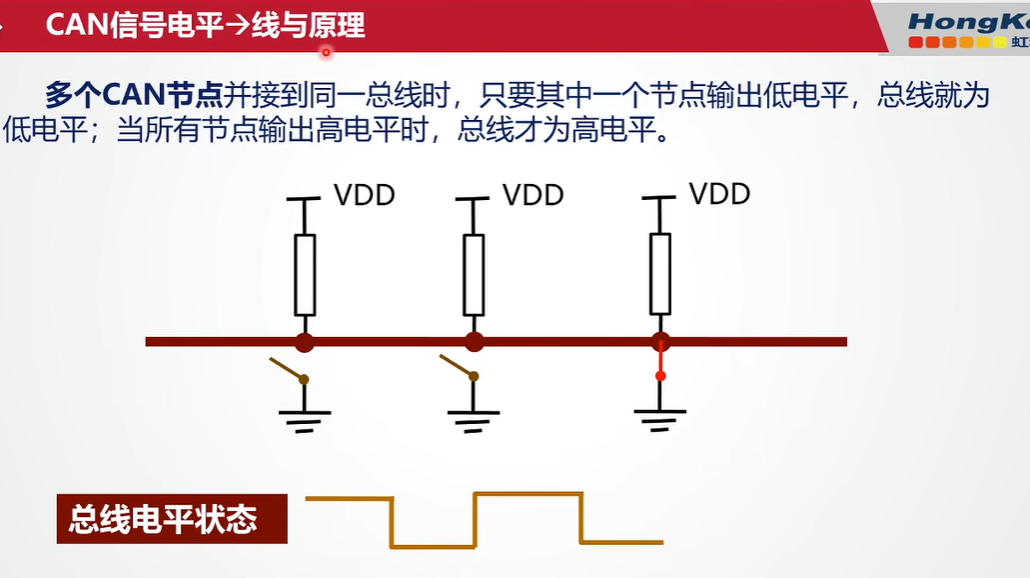 CAN信号电平→线与原理
HongKe
虹
多个CAN节点并接到同一总线时，只要其中一个节点输出低电平，总线就为
低电平；当所有节点输出高电平时，总线才为高电平。
VDD
VDD
VDD
总线电平状态